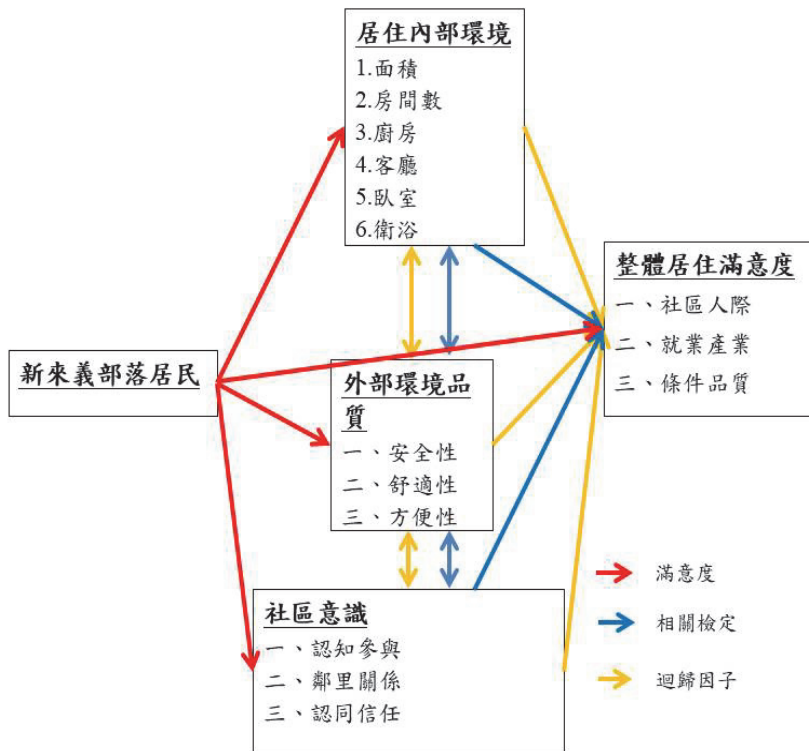 居住內部環境
1.面積
2.房間數
3.廚房
4.客廳
5.臥室
6.衛浴
整體居住滿意度
一、社區人際
二、就業產業
三、條件品質
新來義部落居民
外部環境品
質
一、安全性
二、舒適性
三、方便性
社區意識
一、認知參與
二、鄰里關係
三、認同信任
滿意度
相關檢定
迴歸因子